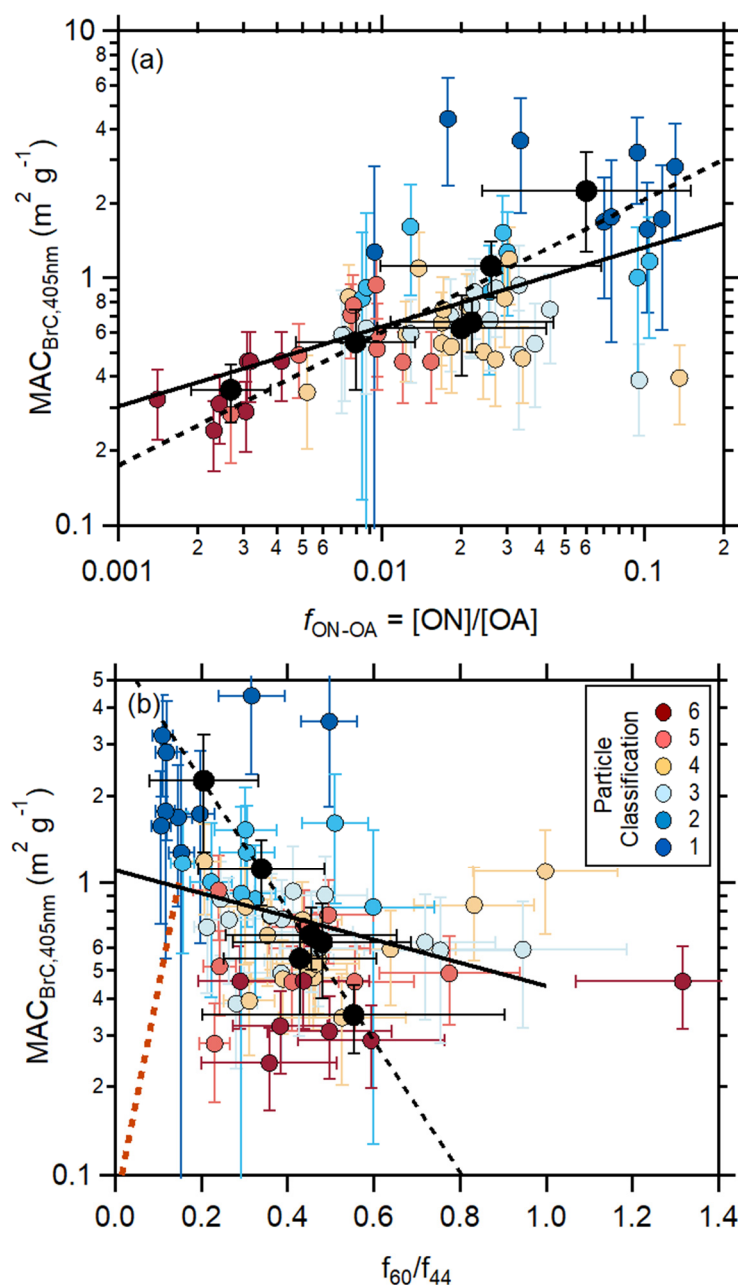 10
8
6
4
2
1
8
6
4
2
0.1
(a)
MAC_BrC,405nm (m² g⁻¹)
0.001 2 3 4 5 6 0.01 2 3 4 5 6 0.1 2
f_ON-OA = [ON]/[OA]
5
4
3
2
1
6
5
4
3
2
0.1
(b)
MAC_BrC,405nm (m² g⁻¹)
Particle
Classification
6
5
4
3
2
1
0.0 0.2 0.4 0.6 0.8 1.0 1.2 1.4
f₆₀/f₄₄